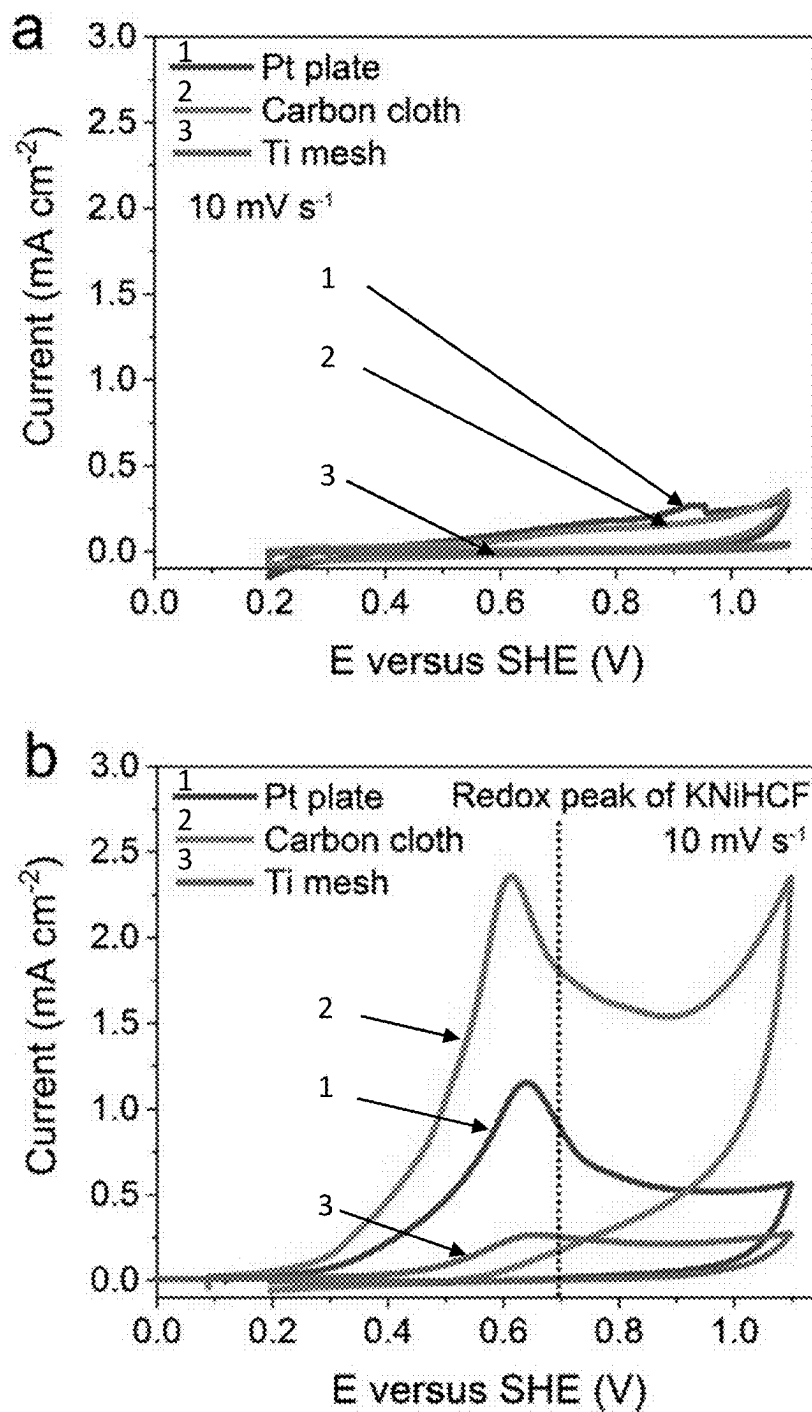 a
3.0
2.5
2.0
1.5
1.0
0.5
0.0
Current (mA cm⁻²)
1 Pt plate
2 Carbon cloth
3 Ti mesh
10 mV s⁻¹
1
2
3
0.0 0.2 0.4 0.6 0.8 1.0
E versus SHE (V)
b
3.0
2.5
2.0
1.5
1.0
0.5
0.0
Current (mA cm⁻²)
1 Pt plate
2 Carbon cloth
3 Ti mesh
Redox peak of KNiHCF
10 mV s⁻¹
2
1
3
0.0 0.2 0.4 0.6 0.8 1.0
E versus SHE (V)